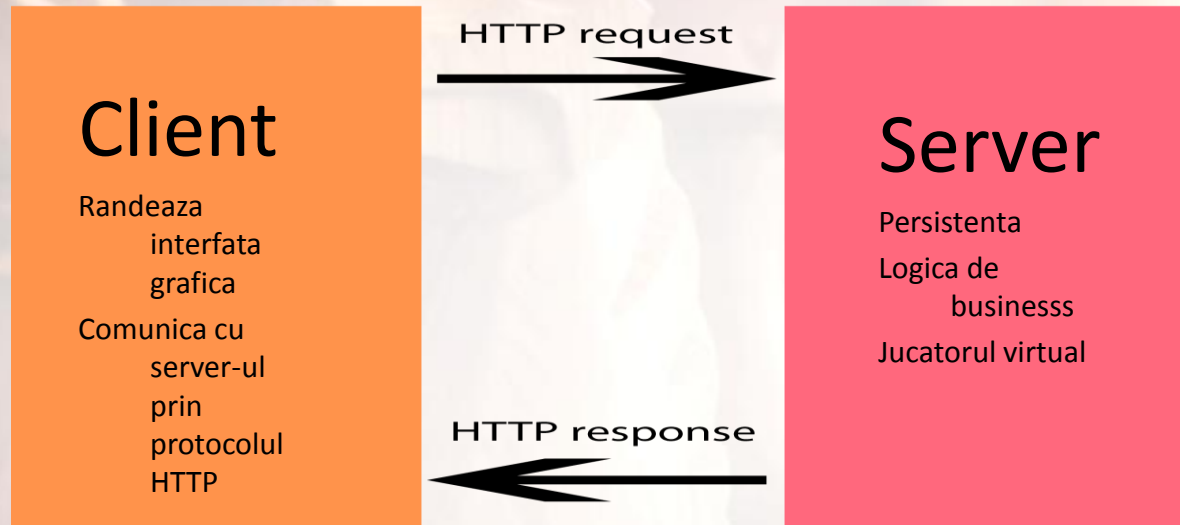 HTTP request
Client
Randeaza
interfata
grafica
Comunica cu
server-ul
prin
protocolul
HTTP
Server
Persistenta
Logica de
businesss
Jucatorul virtual
HTTP response